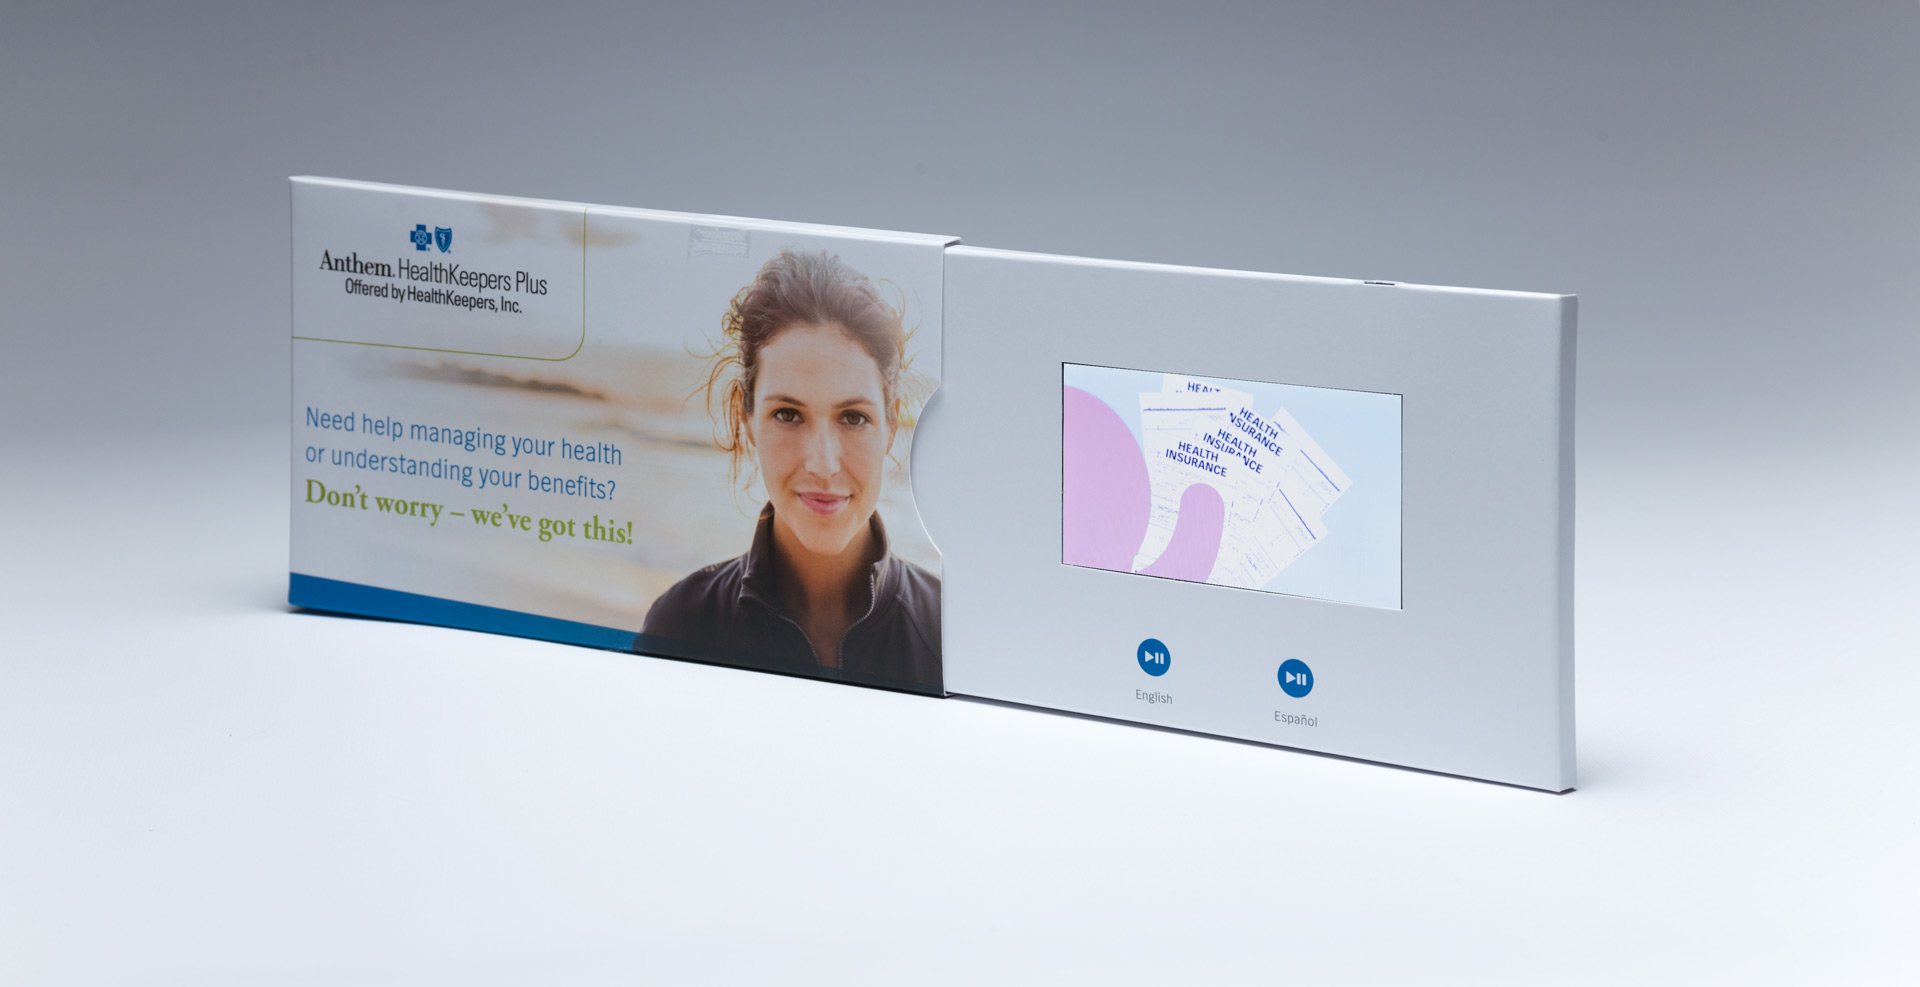 Anthem. HealthKeepers Plus
Offered by HealthKeepers, Inc.
Need help managing your health
or understanding your benefits?
Don't worry – we've got this!
HEALT
HEALTH
INSURANCE
HEALTH
INSURANCE
HEALTH
INSURANCE
English
Español